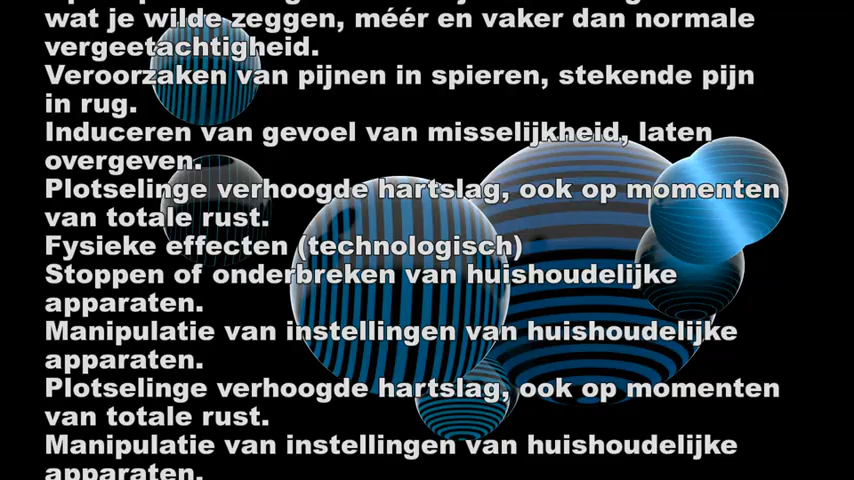 wat je wilde zeggen, méér en vaker dan normale
vergeetachtigheid.
Veroorzaken van pijnen in spieren, stekende pijn
in rug.
Induceren van gevoel van misselijkheid, laten
overgeven.
Plotselinge verhoogde hartslag, ook op momenten
van totale rust.
Fysieke effecten (technologisch)
Stoppen of onderbreken van huishoudelijke
apparaten.
Manipulatie van instellingen van huishoudelijke
apparaten.
Plotselinge verhoogde hartslag, ook op momenten
van totale rust.
Manipulatie van instellingen van huishoudelijke
apparaten.